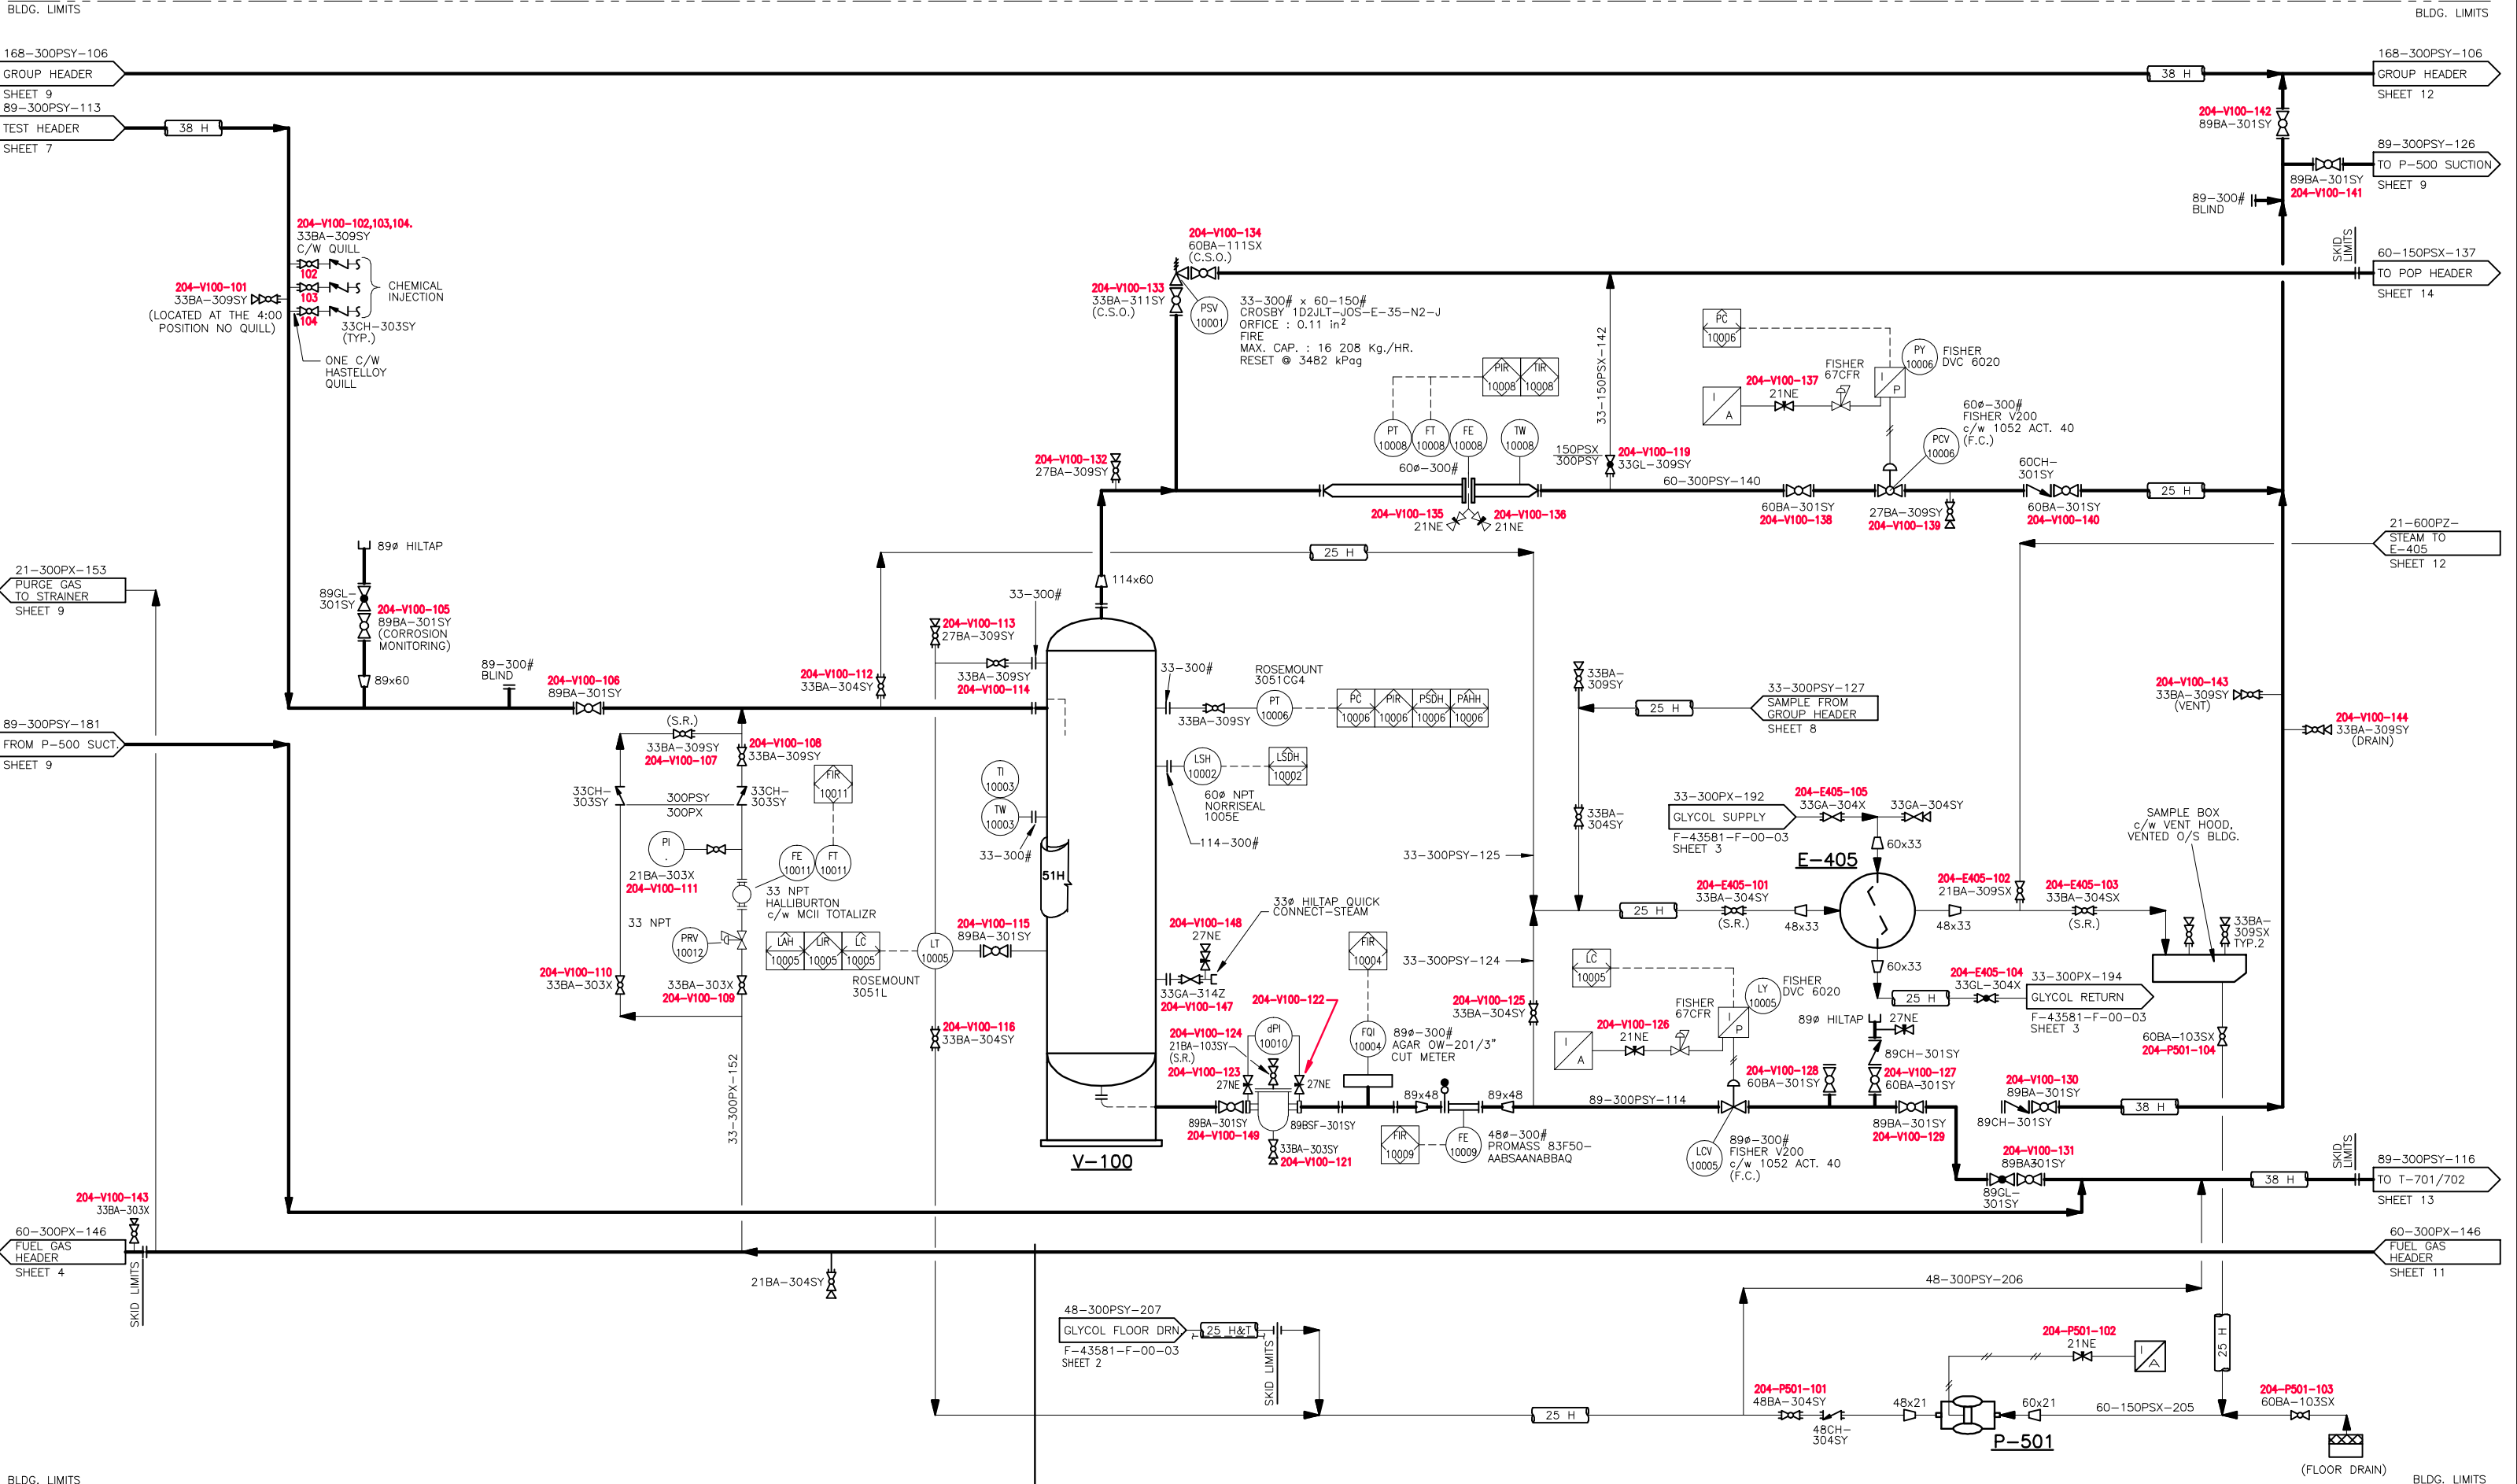 BLDG. LIMITS
BLDG. LIMITS
168-300PSY-106
GROUP HEADER
SHEET 9
89-300PSY-113
TEST HEADER
SHEET 7
38 H
38 H
168-300PSY-106
GROUP HEADER
SHEET 12
204-V100-142
89BA-301SY
89-300PSY-126
TO P-500 SUCTION
SHEET 9
89BA-301SY
204-V100-141
89-300#
BLIND
SKID
LIMITS
60-150PSX-137
TO POP HEADER
SHEET 14
204-V100-102,103,104.
33BA-309SY
C/W QUILL
102
103
104
CHEMICAL
INJECTION
204-V100-101
33BA-309SY
(LOCATED AT THE 4:00
POSITION NO QUILL)
33CH-303SY
(TYP.)
ONE C/W
HASTELLOY
QUILL
204-V100-134
60BA-111SX
(C.S.O.)
204-V100-133
33BA-311SY
(C.S.O.)
PSV
10001
33-300# x 60-150#
CROSBY 1D2JLT-JOS-E-35-N2-J
ORFICE : 0.11 in²
FIRE
MAX. CAP. : 16 208 Kg./HR.
RESET @ 3482 kPag
33-150PSX-142
PC
10006
PY
10006
FISHER
DVC 6020
FISHER
67CFR
I
P
204-V100-137
21NE
I
A
60ø-300#
FISHER V200
c/w 1052 ACT. 40
(F.C.)
PCV
10006
PIR
10008
TIR
10008
PT
10008
FT
10008
FE
10008
TW
10008
60ø-300#
150PSX
300PSY
204-V100-119
33GL-309SY
204-V100-132
27BA-309SY
60-300PSY-140
204-V100-135
21NE
204-V100-136
21NE
60BA-301SY
204-V100-138
27BA-309SY
204-V100-139
60CH-
301SY
60BA-301SY
204-V100-140
25 H
21-600PZ-
STEAM TO
E-405
SHEET 12
25 H
114x60
89ø HILTAP
89GL-
301SY
204-V100-105
89BA-301SY
(CORROSION
MONITORING)
89x60
21-300PX-153
PURGE GAS
TO STRAINER
SHEET 9
89-300#
BLIND
204-V100-106
89BA-301SY
204-V100-112
33BA-304SY
204-V100-113
27BA-309SY
33BA-309SY
204-V100-114
33-300#
33-300#
ROSEMOUNT
3051CG4
PT
10006
33BA-309SY
PC
10006
PIR
10006
PSDH
10006
PAHH
10006
33BA-
309SY
33-300PSY-127
SAMPLE FROM
GROUP HEADER
SHEET 8
25 H
204-V100-143
33BA-309SY
(VENT)
204-V100-144
33BA-309SY
(DRAIN)
89-300PSY-181
FROM P-500 SUCT.
SHEET 9
(S.R.)
33BA-309SY
204-V100-107
204-V100-108
33BA-309SY
33CH-
303SY
300PSY
300PX
33CH-
303SY
FIR
10011
TI
10003
TW
10003
33-300#
LSH
10002
LSDH
10002
60ø NPT
NORRISEAL
1005E
114-300#
51H
PI
.
21BA-303X
204-V100-111
FE
10011
FT
10011
33 NPT
HALLIBURTON
c/w MCII TOTALIZR
33 NPT
PRV
10012
204-V100-110
33BA-303X
33BA-303X
204-V100-109
LAH
10005
LIR
10005
LC
10005
LT
10005
ROSEMOUNT
3051L
204-V100-115
89BA-301SY
204-V100-116
33BA-304SY
33-300PX-152
33BA-
304SY
33-300PX-192
GLYCOL SUPPLY
F-43581-F-00-03
SHEET 3
204-E405-105
33GA-304X
33GA-304SY
60x33
E-405
SAMPLE BOX
c/w VENT HOOD,
VENTED O/S BLDG.
33-300PSY-125
33-300PSY-124
25 H
204-E405-101
33BA-304SY
(S.R.)
48x33
48x33
204-E405-102
21BA-309SX
204-E405-103
33BA-304SX
(S.R.)
33BA-
309SX
TYP.2
60x33
25 H
204-E405-104
33GL-304X
33-300PX-194
GLYCOL RETURN
F-43581-F-00-03
SHEET 3
60BA-103SX
204-P501-104
33ø HILTAP QUICK
CONNECT-STEAM
204-V100-148
27NE
33GA-314Z
204-V100-147
204-V100-122
204-V100-124
21BA-103SY
(S.R.)
204-V100-123
27NE
dPI
10010
27NE
FIR
10004
FQI
10004
89ø-300#
AGAR OW-201/3"
CUT METER
89BA-301SY
204-V100-149
89BSF-301SY
33BA-303SY
204-V100-121
89x48
89x48
FIR
10009
FE
10009
48ø-300#
PROMASS 83F50-
AABSAANABBAQ
204-V100-125
33BA-304SY
LC
10005
LY
10005
FISHER
DVC 6020
FISHER
67CFR
I
P
204-V100-126
21NE
I
A
89-300PSY-114
LCV
10005
89ø-300#
FISHER V200
c/w 1052 ACT. 40
(F.C.)
204-V100-128
60BA-301SY
89ø HILTAP
27NE
89CH-301SY
204-V100-127
60BA-301SY
89BA-301SY
204-V100-129
204-V100-130
89BA-301SY
89CH-301SY
38 H
204-V100-131
89BA301SY
89GL-
301SY
38 H
SKID
LIMITS
89-300PSY-116
TO T-701/702
SHEET 13
V-100
204-V100-143
33BA-303X
60-300PX-146
FUEL GAS
HEADER
SHEET 4
SKID LIMITS
21BA-304SY
60-300PX-146
FUEL GAS
HEADER
SHEET 11
48-300PSY-206
48-300PSY-207
GLYCOL FLOOR DRN.
F-43581-F-00-03
SHEET 2
25 H&T
SKID LIMITS
25 H
204-P501-101
48BA-304SY
48CH-
304SY
48x21
60x21
P-501
204-P501-102
21NE
I
A
25 H
60-150PSX-205
204-P501-103
60BA-103SX
(FLOOR DRAIN)
BLDG. LIMITS
BLDG. LIMITS